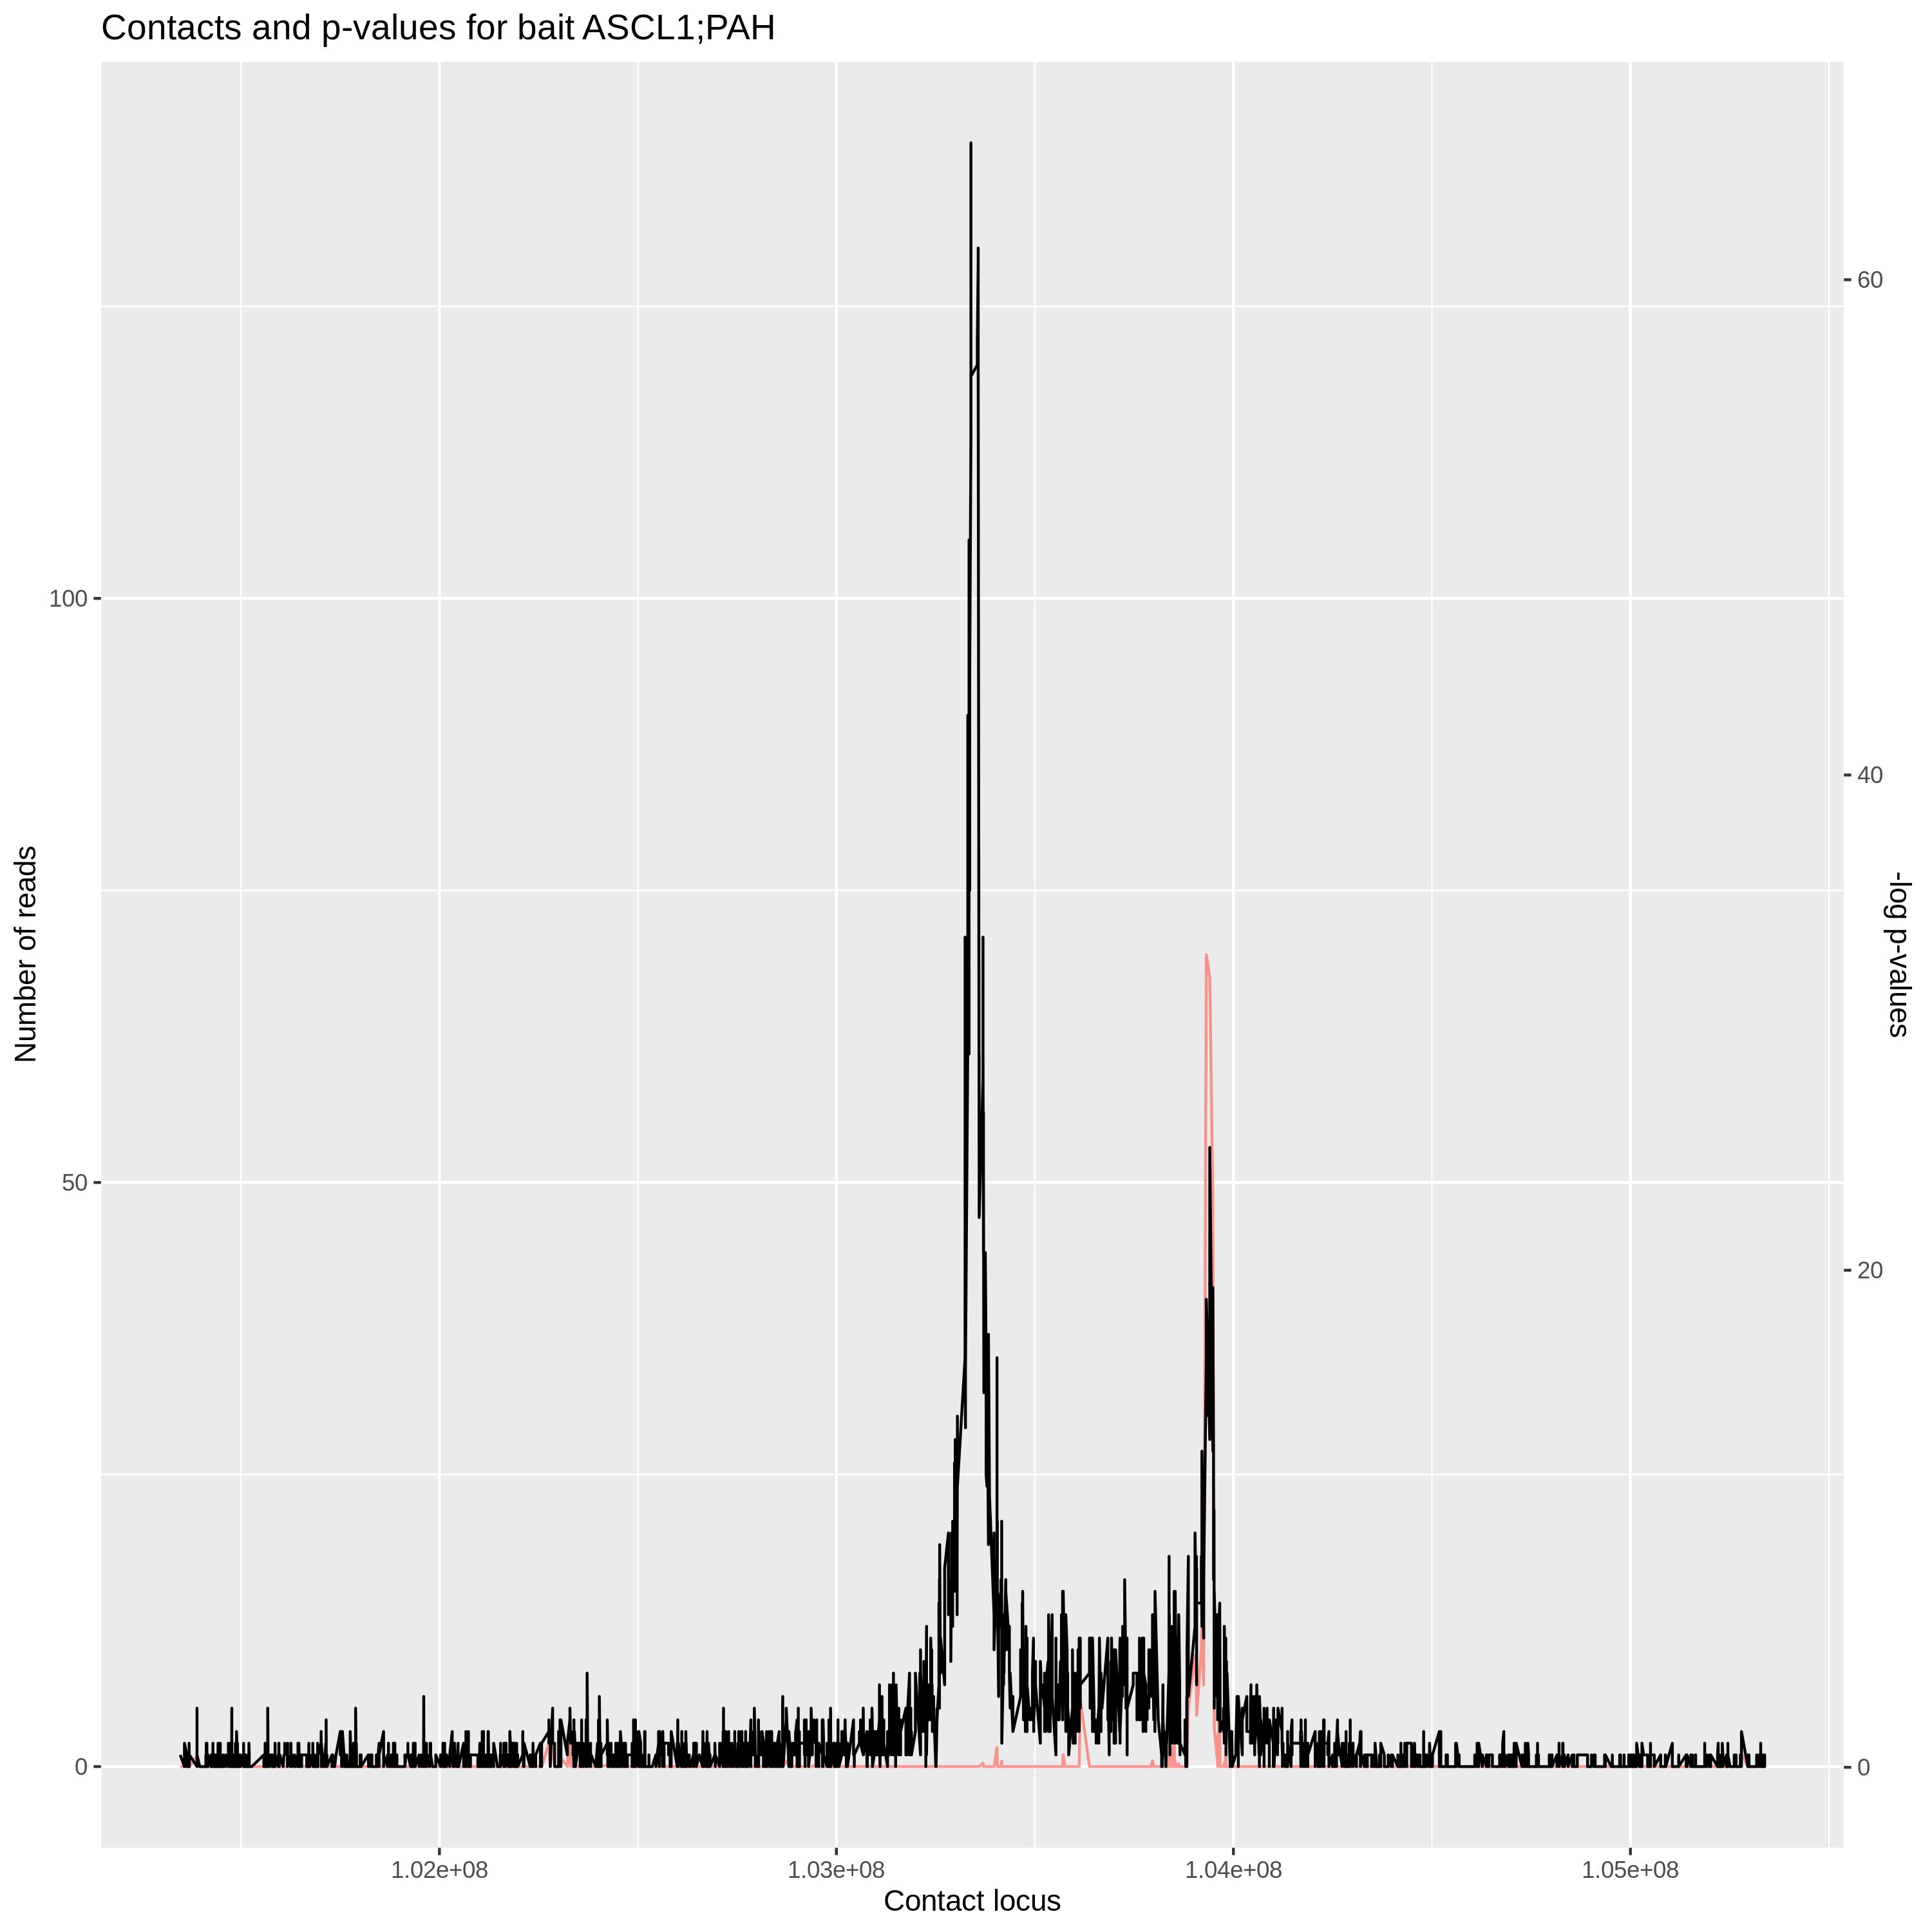 Contacts and p-values for bait ASCL1;PAH
Number of reads
100
50
0
60
40
20
0
-log p-values
1.02e+08
1.03e+08
1.04e+08
1.05e+08
Contact locus